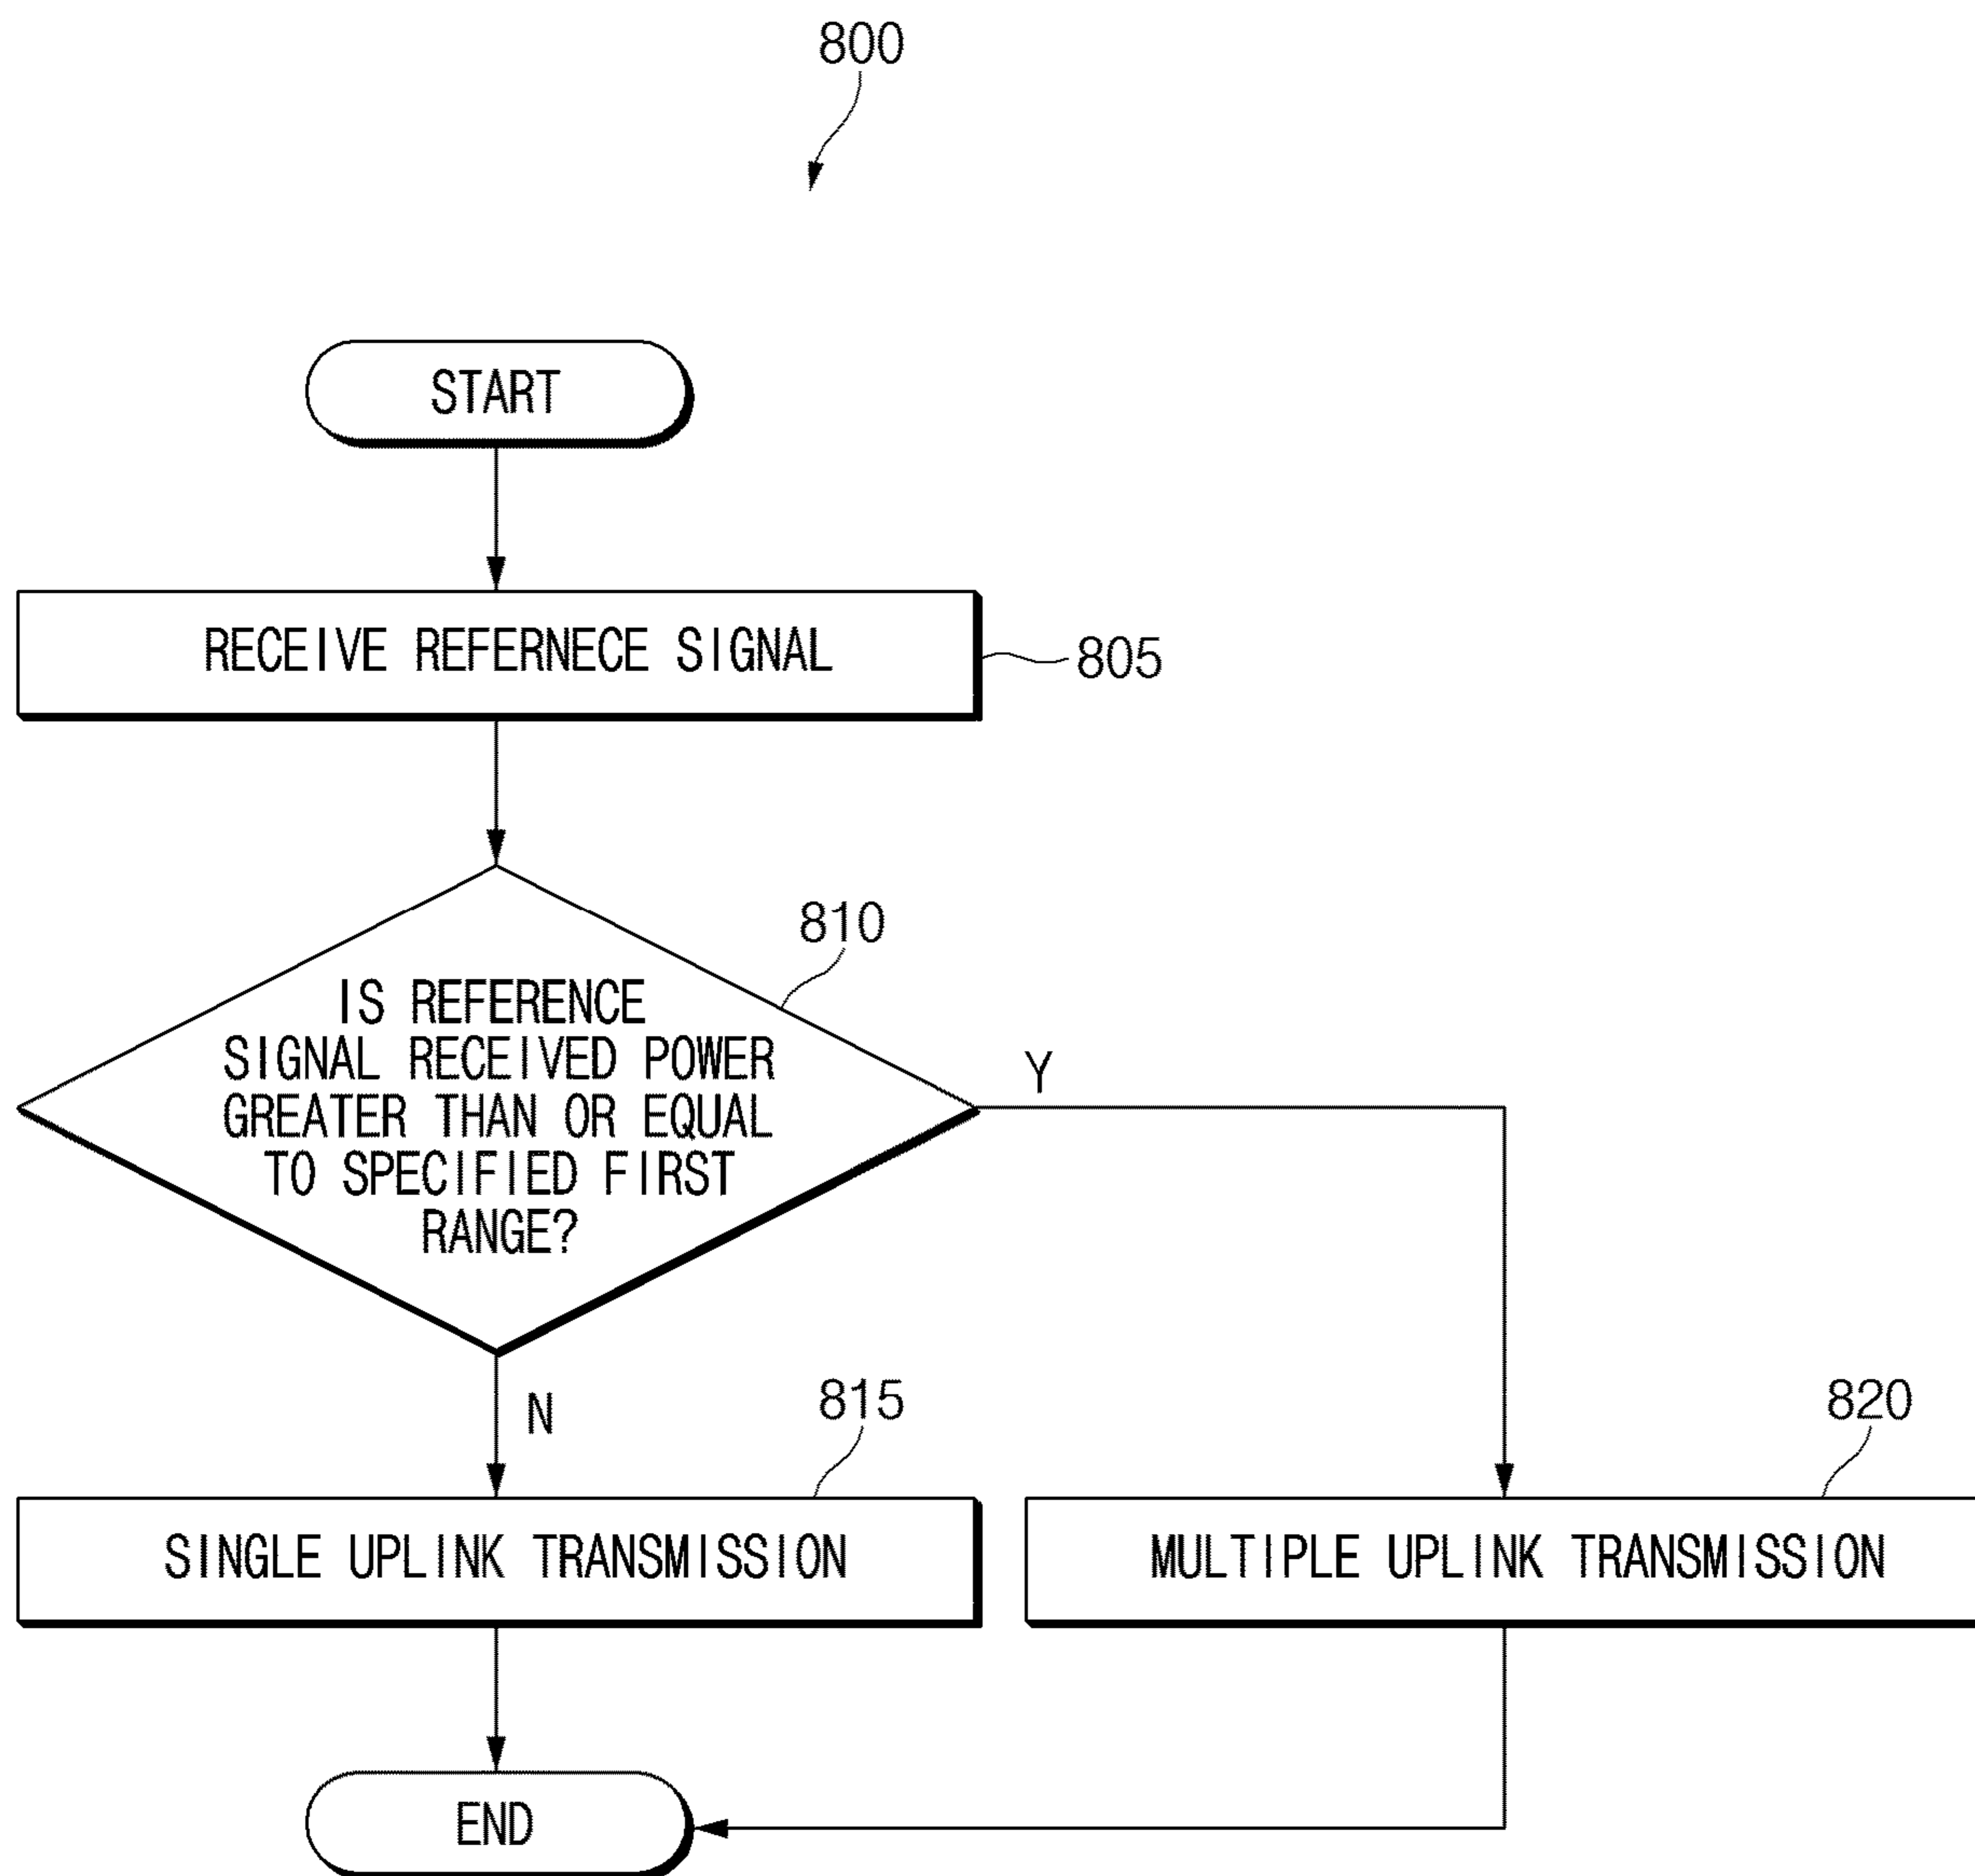 800
START
RECEIVE REFERNECE SIGNAL
805
810
IS REFERENCE
SIGNAL RECEIVED POWER
GREATER THAN OR EQUAL
TO SPECIFIED FIRST
RANGE?
Y
N
815
820
SINGLE UPLINK TRANSMISSION
MULTIPLE UPLINK TRANSMISSION
END